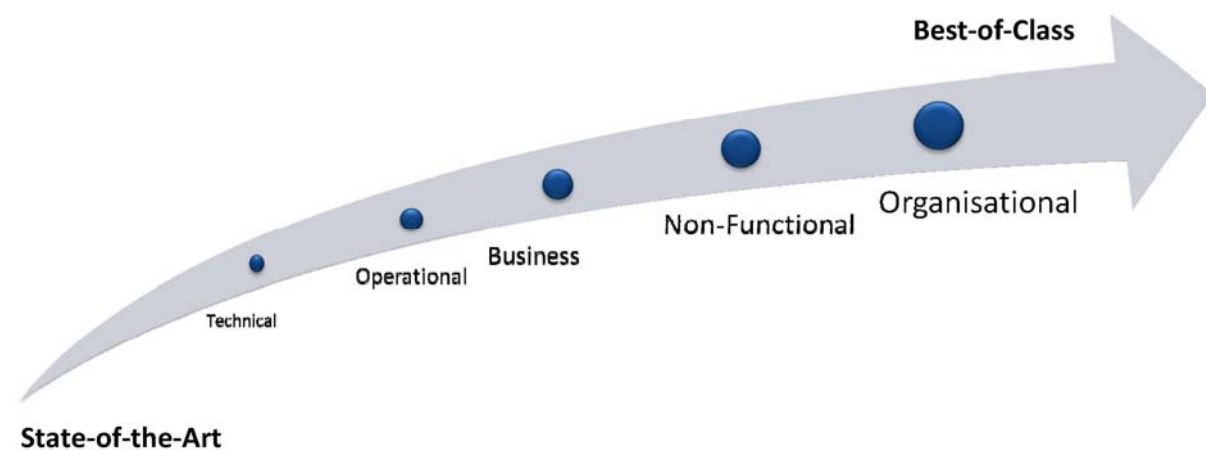 Best-of-Class
Organisational
Non-Functional
Business
Operational
Technical
State-of-the-Art